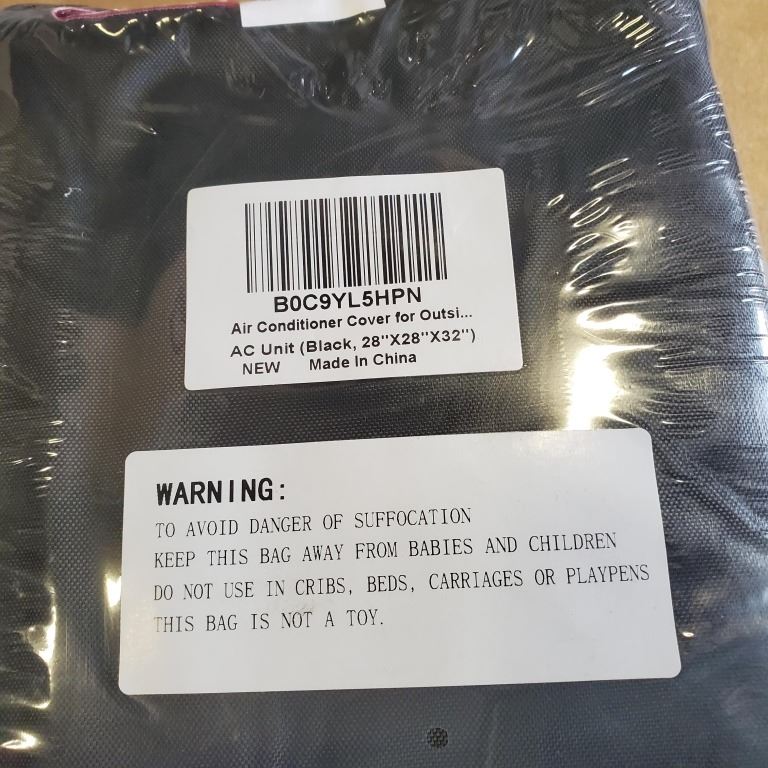 B0C9YL5HPN
Air Conditioner Cover for Outsi...
AC Unit (Black, 28"X28"X32")
NEW Made In China
WARNING:
TO AVOID DANGER OF SUFFOCATION
KEEP THIS BAG AWAY FROM BABIES AND CHILDREN
DO NOT USE IN CRIBS, BEDS, CARRIAGES OR PLAYPENS
THIS BAG IS NOT A TOY.